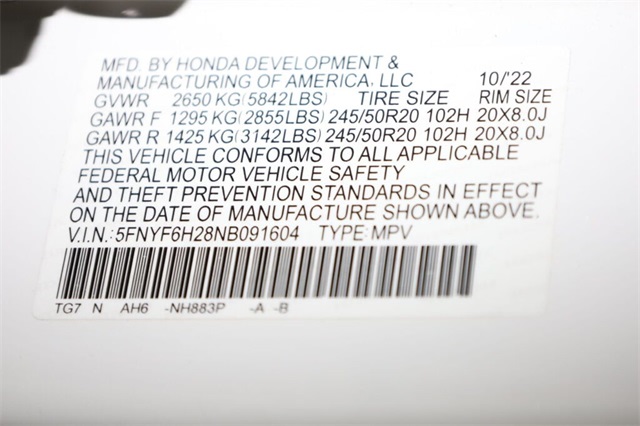 MFD. BY HONDA DEVELOPMENT &
MANUFACTURING OF AMERICA, LLC 10/'22
GVWR 2650 KG(5842LBS) TIRE SIZE RIM SIZE
GAWR F 1295 KG(2855LBS) 245/50R20 102H 20X8.0J
GAWR R 1425 KG(3142LBS) 245/50R20 102H 20X8.0J
THIS VEHICLE CONFORMS TO ALL APPLICABLE
FEDERAL MOTOR VEHICLE SAFETY
AND THEFT PREVENTION STANDARDS IN EFFECT
ON THE DATE OF MANUFACTURE SHOWN ABOVE.
V.I.N.: 5FNYF6H28NB091604 TYPE: MPV
TG7 N AH6 -NH883P -A -B